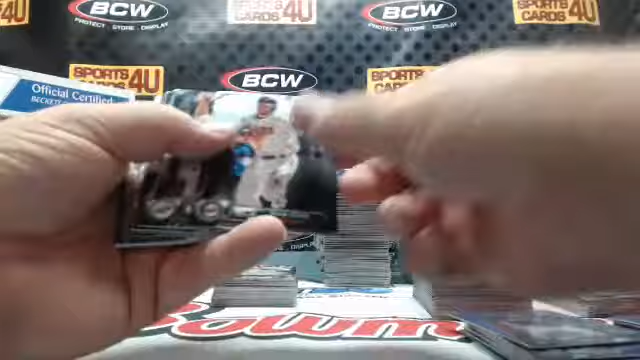 SPORTS
CARDS 4U
BCW
PROTECT. STORE. DISPLAY.
SPORTS
CARDS 4U
BCW
PROTECT. STORE. DISPLAY.
SPORTS
CARDS 4U
SPORTS
CARDS 4U
BCW
SPORTS
Official Certified
BECKETT
Bowm